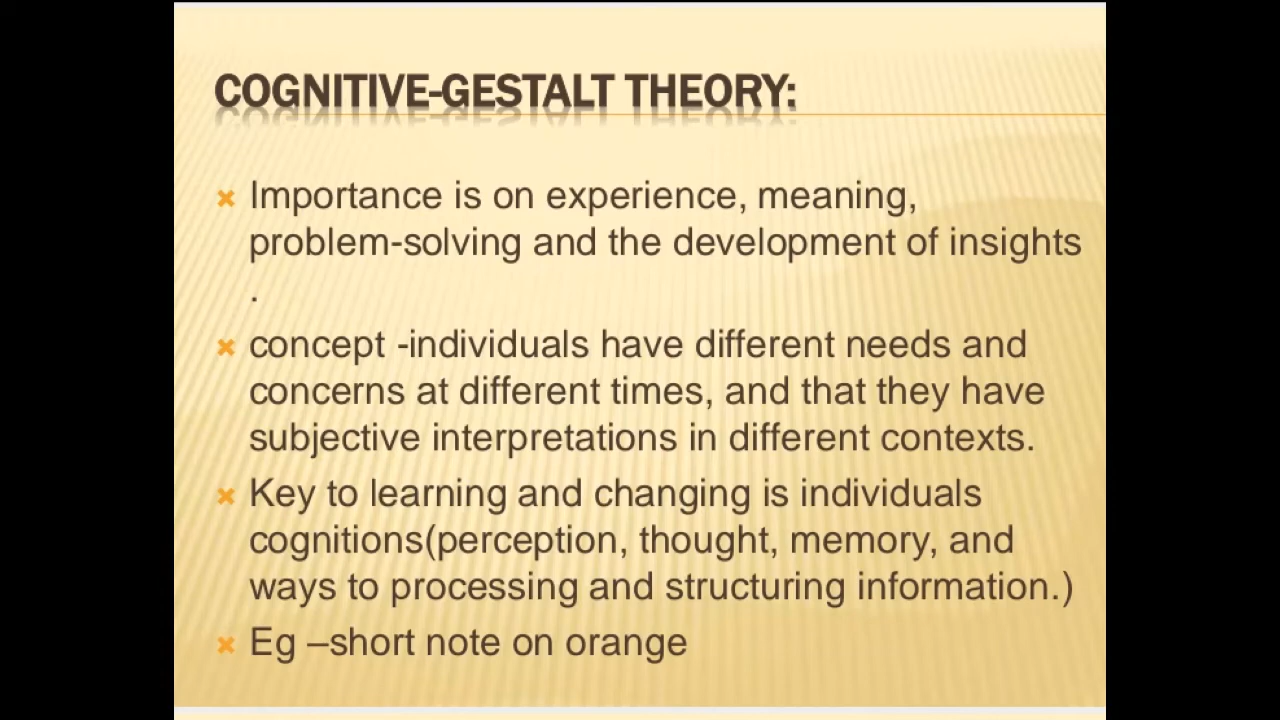 COGNITIVE-GESTALT THEORY:
Importance is on experience, meaning,
problem-solving and the development of insights
.
concept -individuals have different needs and
concerns at different times, and that they have
subjective interpretations in different contexts.
Key to learning and changing is individuals
cognitions(perception, thought, memory, and
ways to processing and structuring information.)
Eg –short note on orange